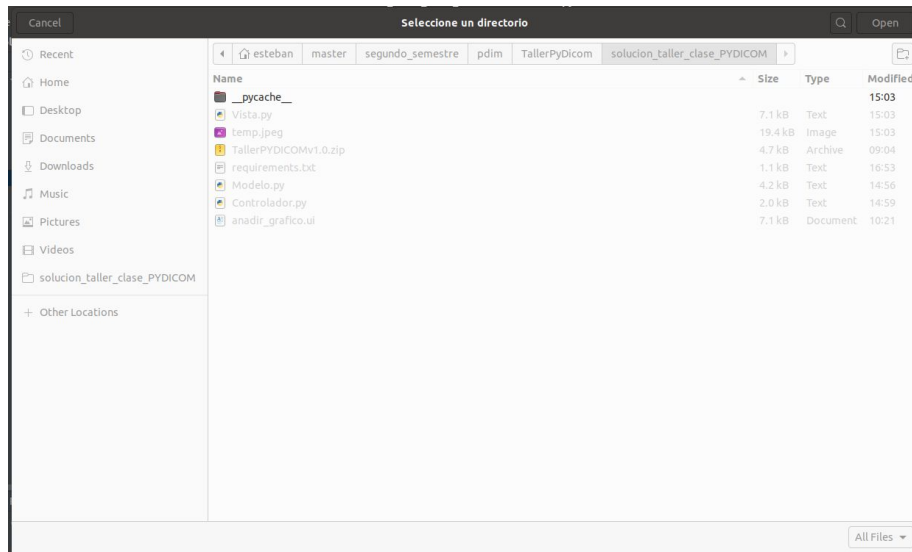 Cancel Seleccione un directorio Open
Recent
Home
Desktop
Documents
Downloads
Music
Pictures
Videos
solucion_taller_clase_PYDICOM
+ Other Locations
esteban master segundo_semestre pdim TallerPyDicom solucion_taller_clase_PYDICOM
Name Size Type Modified
__pycache__ 15:03
Vista.py 7.1 kB Text 15:03
temp.jpeg 19.4 kB Image 15:03
TallerPYDICOMv1.0.zip 4.7 kB Archive 09:04
requirements.txt 1.1 kB Text 16:53
Modelo.py 4.2 kB Text 14:56
Controlador.py 2.0 kB Text 14:59
anadir_grafico.ui 7.1 kB Document 10:21
All Files